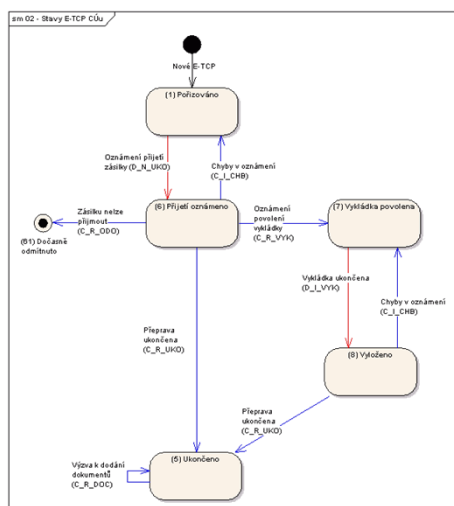 sm 02 - Stavy E-TCP CÚu
Nové E-TCP
(1) Pořizováno
Oznámení přijetí
zásilky (D_N_UKO)
Chyby v oznámení
(C_I_CHB)
(6) Přijetí oznámeno
(7) Vykládka povolena
Zásilku nelze
přijmout
(C_R_ODO)
(61) Dočasně
odmítnuto
Oznámení
povolení
vykládky
(C_R_VYK)
Vykládka ukončena
(D_I_VYK)
Chyby v oznámení
(C_I_CHB)
Přeprava
ukončena
(C_R_UKO)
(8) Vyloženo
Přeprava
ukončena
(C_R_UKO)
(5) Ukončeno
Výzva k dodání
dokumentů
(C_R_DOC)